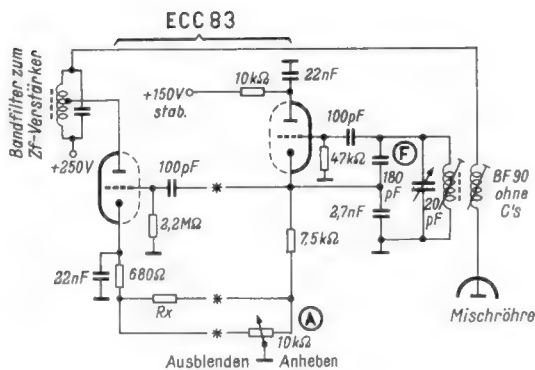 ECC 83
Bandfilter zum
Zf-Verstärker
+250V
+150V
stab.
10kΩ
22nF
100pF
47kΩ
F
180
pF
20
pF
2,7nF
BF 90
ohne
C's
100pF
2,2MΩ
7,5kΩ
22nF
680Ω
Rx
A
10kΩ
Ausblenden
Anheben
Mischröhre